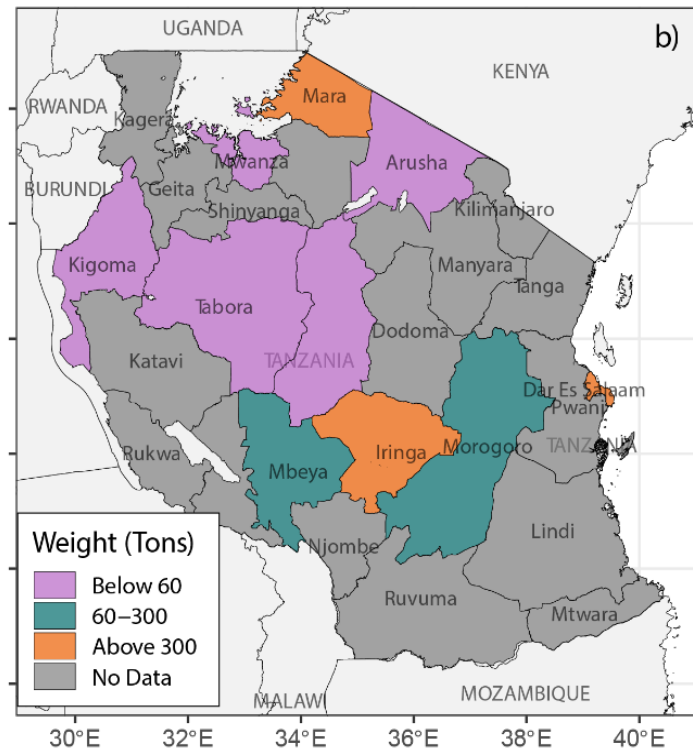 UGANDA
b)
KENYA
RWANDA
Mara
Kagera
Mwanza
Arusha
BURUNDI
Geita
Shinyanga
Kilimanjaro
Kigoma
Manyara
Tabora
Tanga
Dodoma
TANZANIA
Katavi
Dar Es Salaam
Pwani
Rukwa
Iringa
Morogoro
TANZANIA
Mbeya
Lindi
Weight (Tons)
Njombe
Below 60
Ruvuma
60–300
Mtwara
Above 300
No Data
MALAWI
MOZAMBIQUE
30°E 32°E 34°E 36°E 38°E 40°E